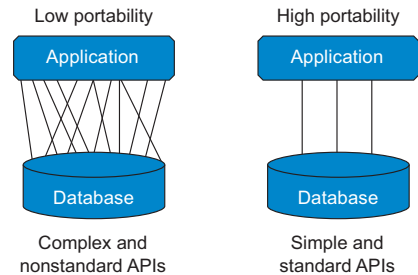 Low portability
Application
Database
Complex and
nonstandard APIs
High portability
Application
Database
Simple and
standard APIs